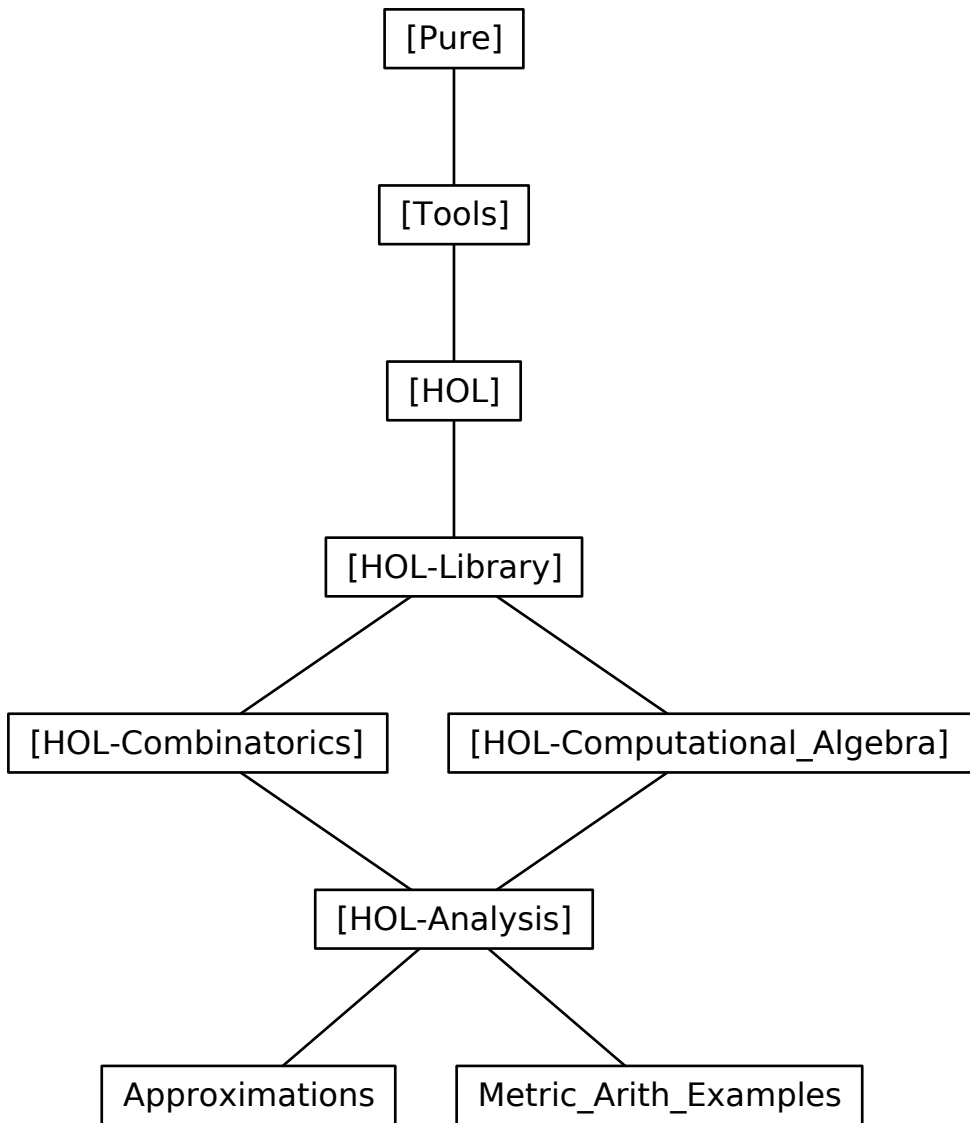 [Pure]
[Tools]
[HOL]
[HOL-Library]
[HOL-Combinatorics]
[HOL-Computational_Algebra]
[HOL-Analysis]
Approximations
Metric_Arith_Examples